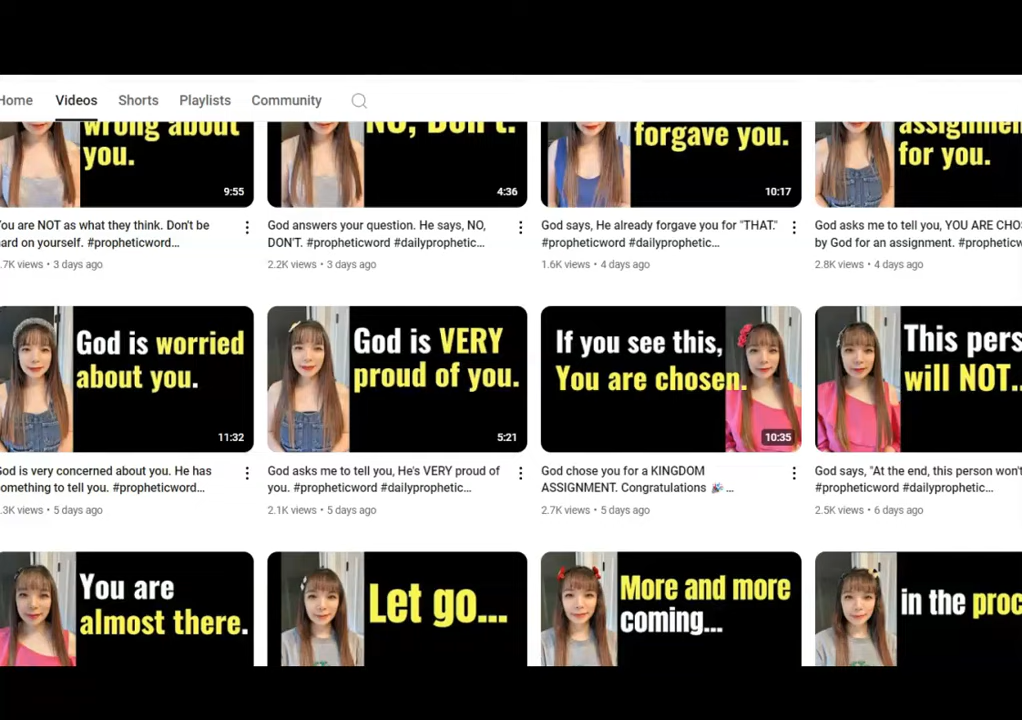 Home Videos Shorts Playlists Community
wrong about
you.
9:55
NO, DON'T.
4:36
forgave you.
10:17
assignmen
for you.
You are NOT as what they think. Don't be
hard on yourself. #propheticword...
.7K views • 3 days ago
God answers your question. He says, NO,
DON'T. #propheticword #dailyprophetic...
2.2K views • 3 days ago
God says, He already forgave you for "THAT."
#propheticword #dailyprophetic...
1.6K views • 4 days ago
God asks me to tell you, YOU ARE CHO
by God for an assignment. #prophetic
2.8K views • 4 days ago
God is worried
about you.
11:32
God is VERY
proud of you.
5:21
If you see this,
You are chosen.
10:35
This pers
will NOT..
God is very concerned about you. He has
something to tell you. #propheticword...
.3K views • 5 days ago
God asks me to tell you, He's VERY proud of
you. #propheticword #dailyprophetic...
2.1K views • 5 days ago
God chose you for a KINGDOM
ASSIGNMENT. Congratulations 🎉 ...
2.7K views • 5 days ago
God says, "At the end, this person won't
#propheticword #dailyprophetic...
2.5K views • 6 days ago
You are
almost there.
Let go...
More and more
coming...
in the proc